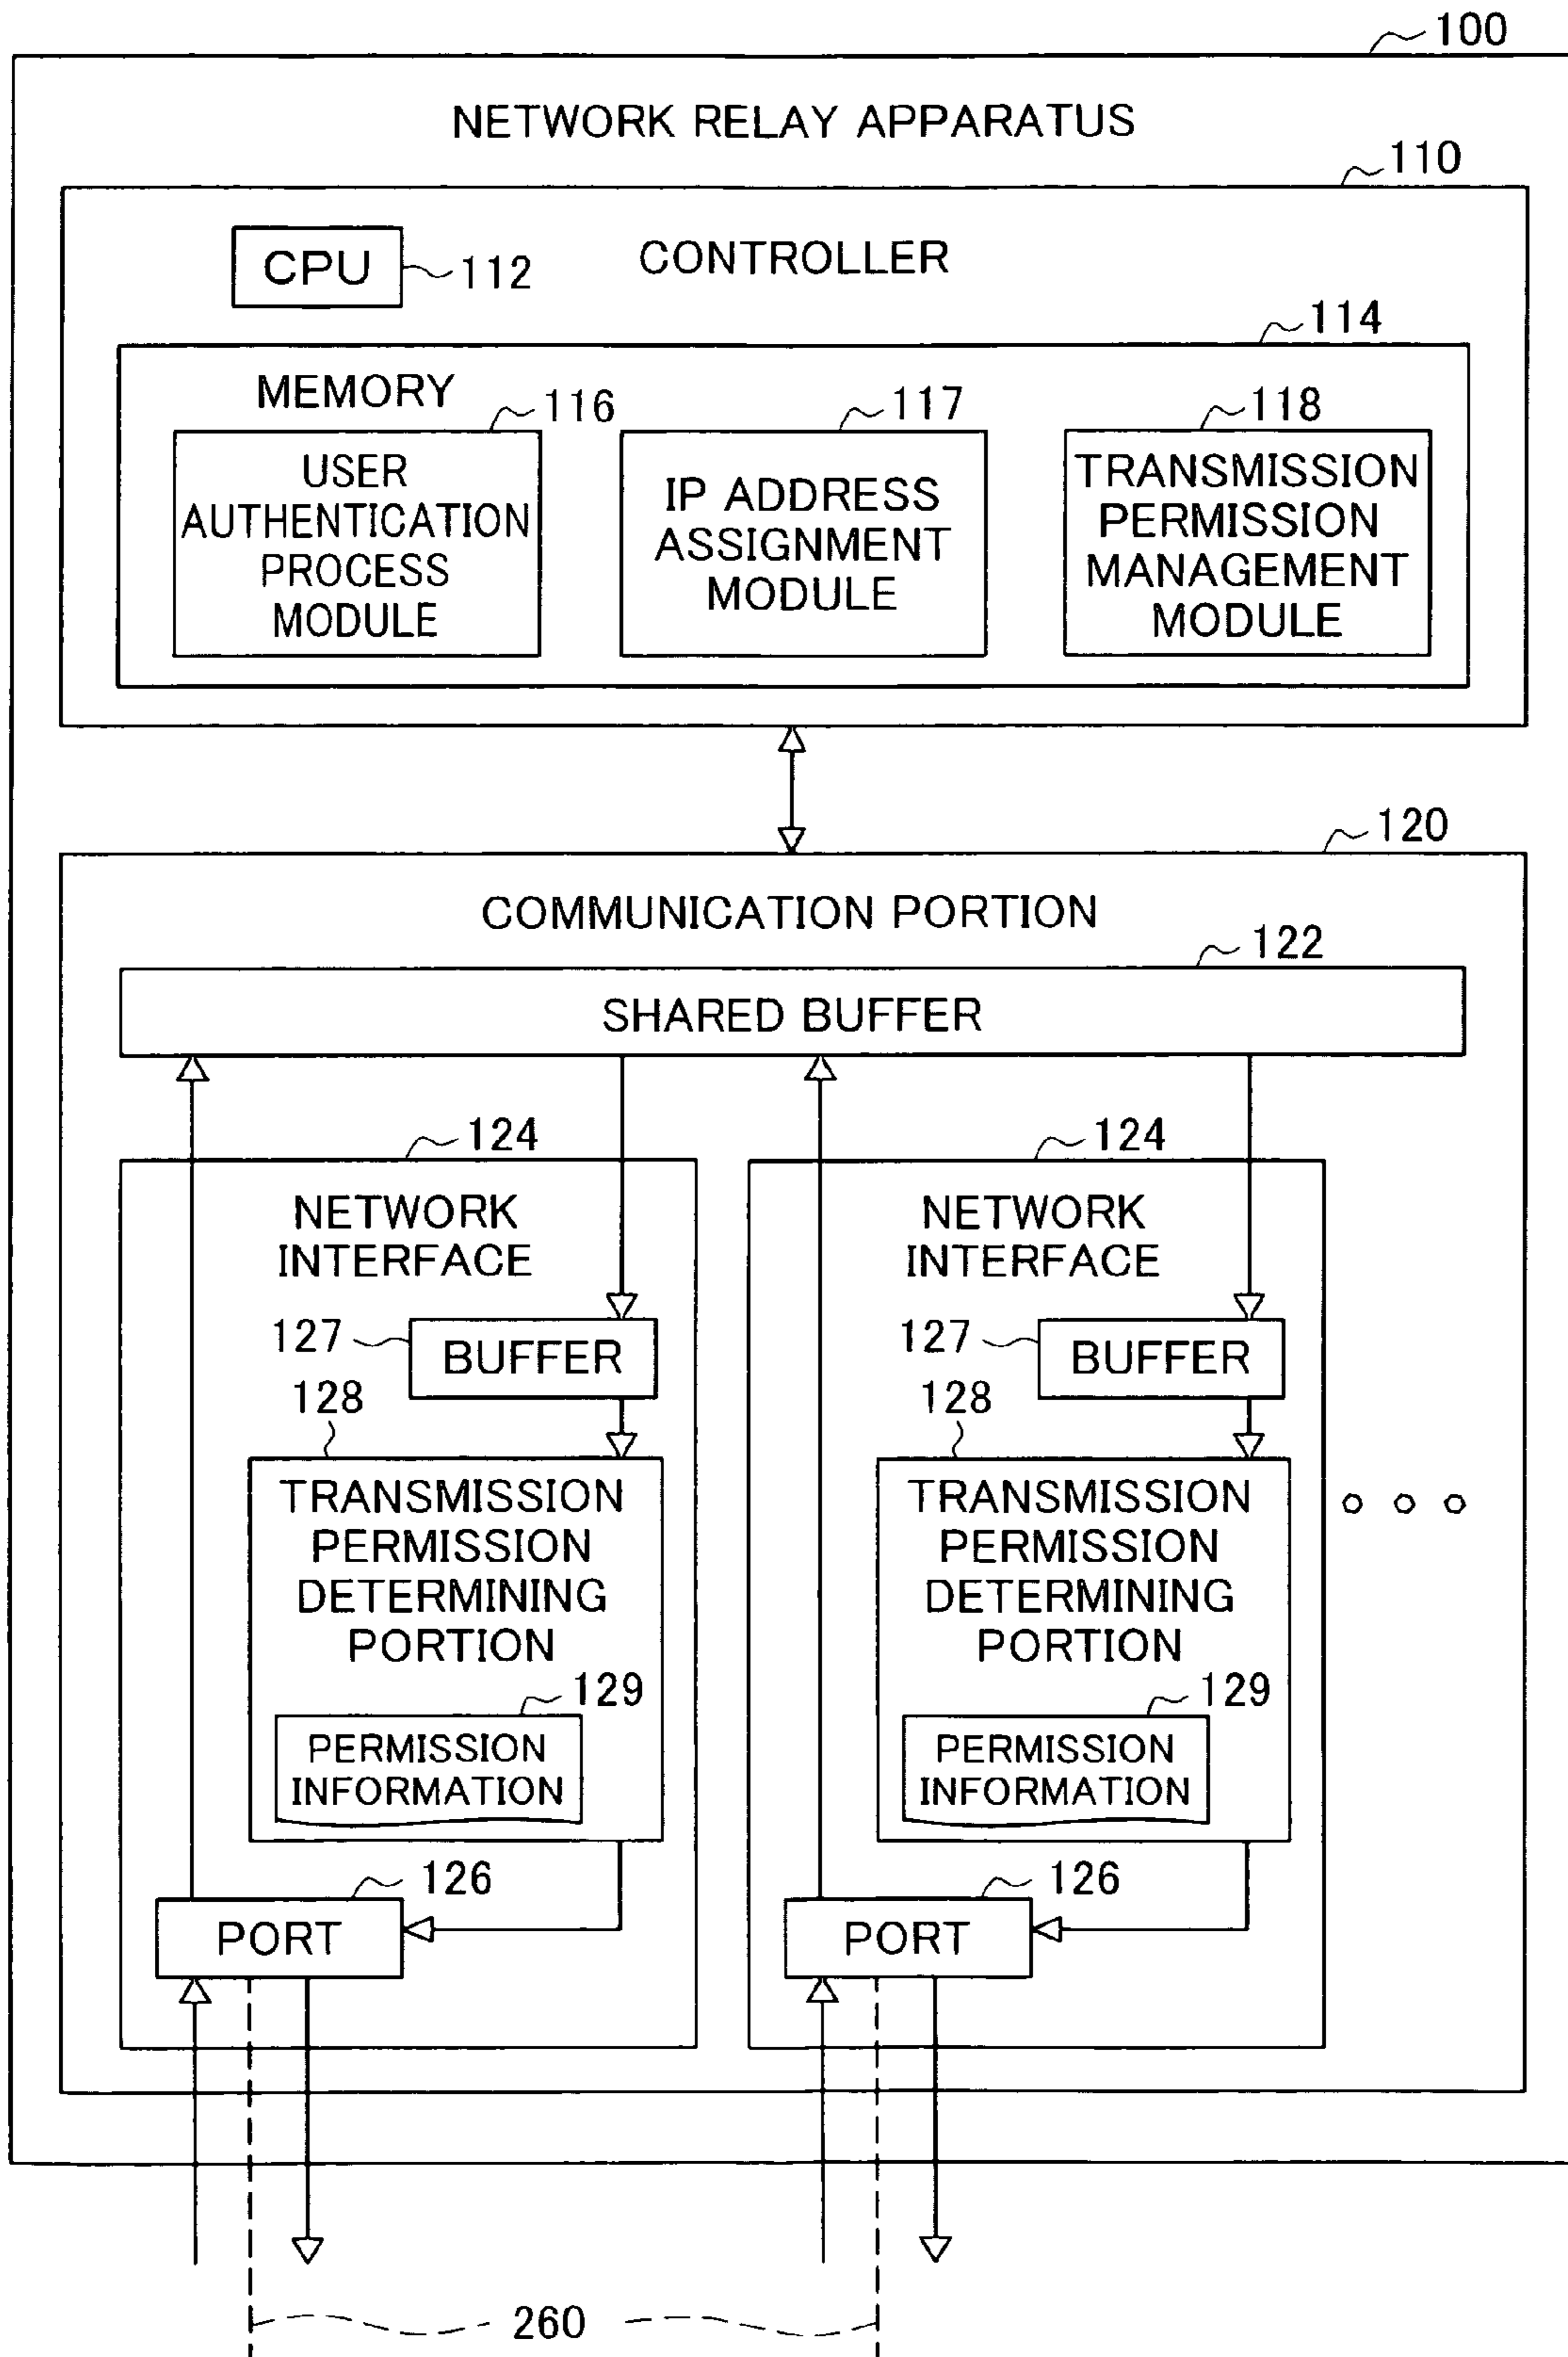 100
NETWORK RELAY APPARATUS
110
CPU
112
CONTROLLER
114
MEMORY
116
USER
AUTHENTICATION
PROCESS
MODULE
117
IP ADDRESS
ASSIGNMENT
MODULE
118
TRANSMISSION
PERMISSION
MANAGEMENT
MODULE
120
COMMUNICATION PORTION
122
SHARED BUFFER
124
NETWORK
INTERFACE
127
BUFFER
128
TRANSMISSION
PERMISSION
DETERMINING
PORTION
129
PERMISSION
INFORMATION
126
PORT
124
NETWORK
INTERFACE
127
BUFFER
128
TRANSMISSION
PERMISSION
DETERMINING
PORTION
129
PERMISSION
INFORMATION
126
PORT
260